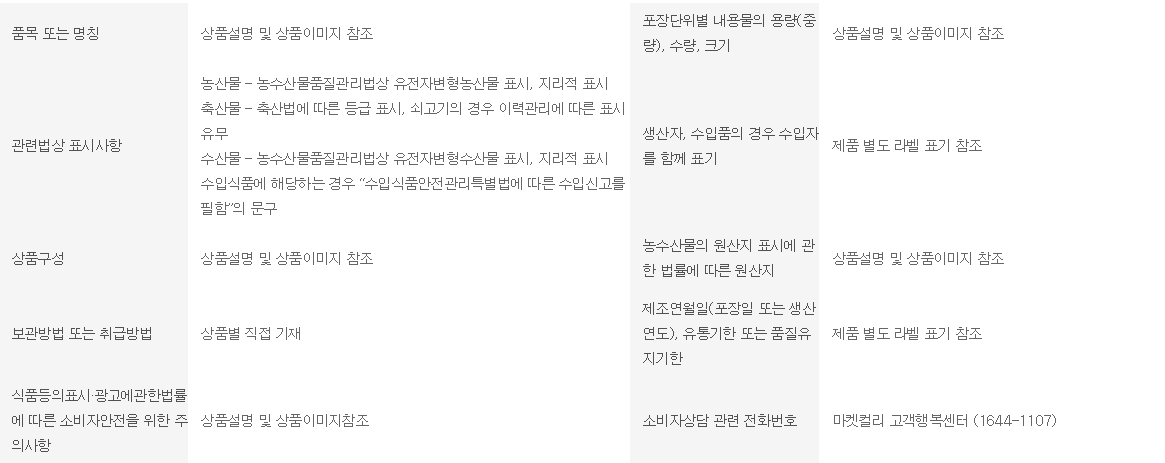 품목 또는 명칭
상품설명 및 상품이미지 참조
포장단위별 내용물의 용량(중
량), 수량, 크기
상품설명 및 상품이미지 참조
관련법상 표시사항
농산물 – 농수산물품질관리법상 유전자변형농산물 표시, 지리적 표시
축산물 – 축산법에 따른 등급 표시, 쇠고기의 경우 이력관리에 따른 표시
유무
수산물 – 농수산물품질관리법상 유전자변형수산물 표시, 지리적 표시
수입식품에 해당하는 경우 “수입식품안전관리특별법에 따른 수입신고를
필함”의 문구
생산자, 수입품의 경우 수입자
를 함께 표기
제품 별도 라벨 표기 참조
상품구성
상품설명 및 상품이미지 참조
농수산물의 원산지 표시에 관
한 법률에 따른 원산지
상품설명 및 상품이미지 참조
보관방법 또는 취급방법
상품별 직접 기재
제조연월일(포장일 또는 생산
연도), 유통기한 또는 품질유
지기한
제품 별도 라벨 표기 참조
식품등의표시·광고에관한법률
에 따른 소비자안전을 위한 주
의사항
상품설명 및 상품이미지참조
소비자상담 관련 전화번호
마켓컬리 고객행복센터 (1644-1107)